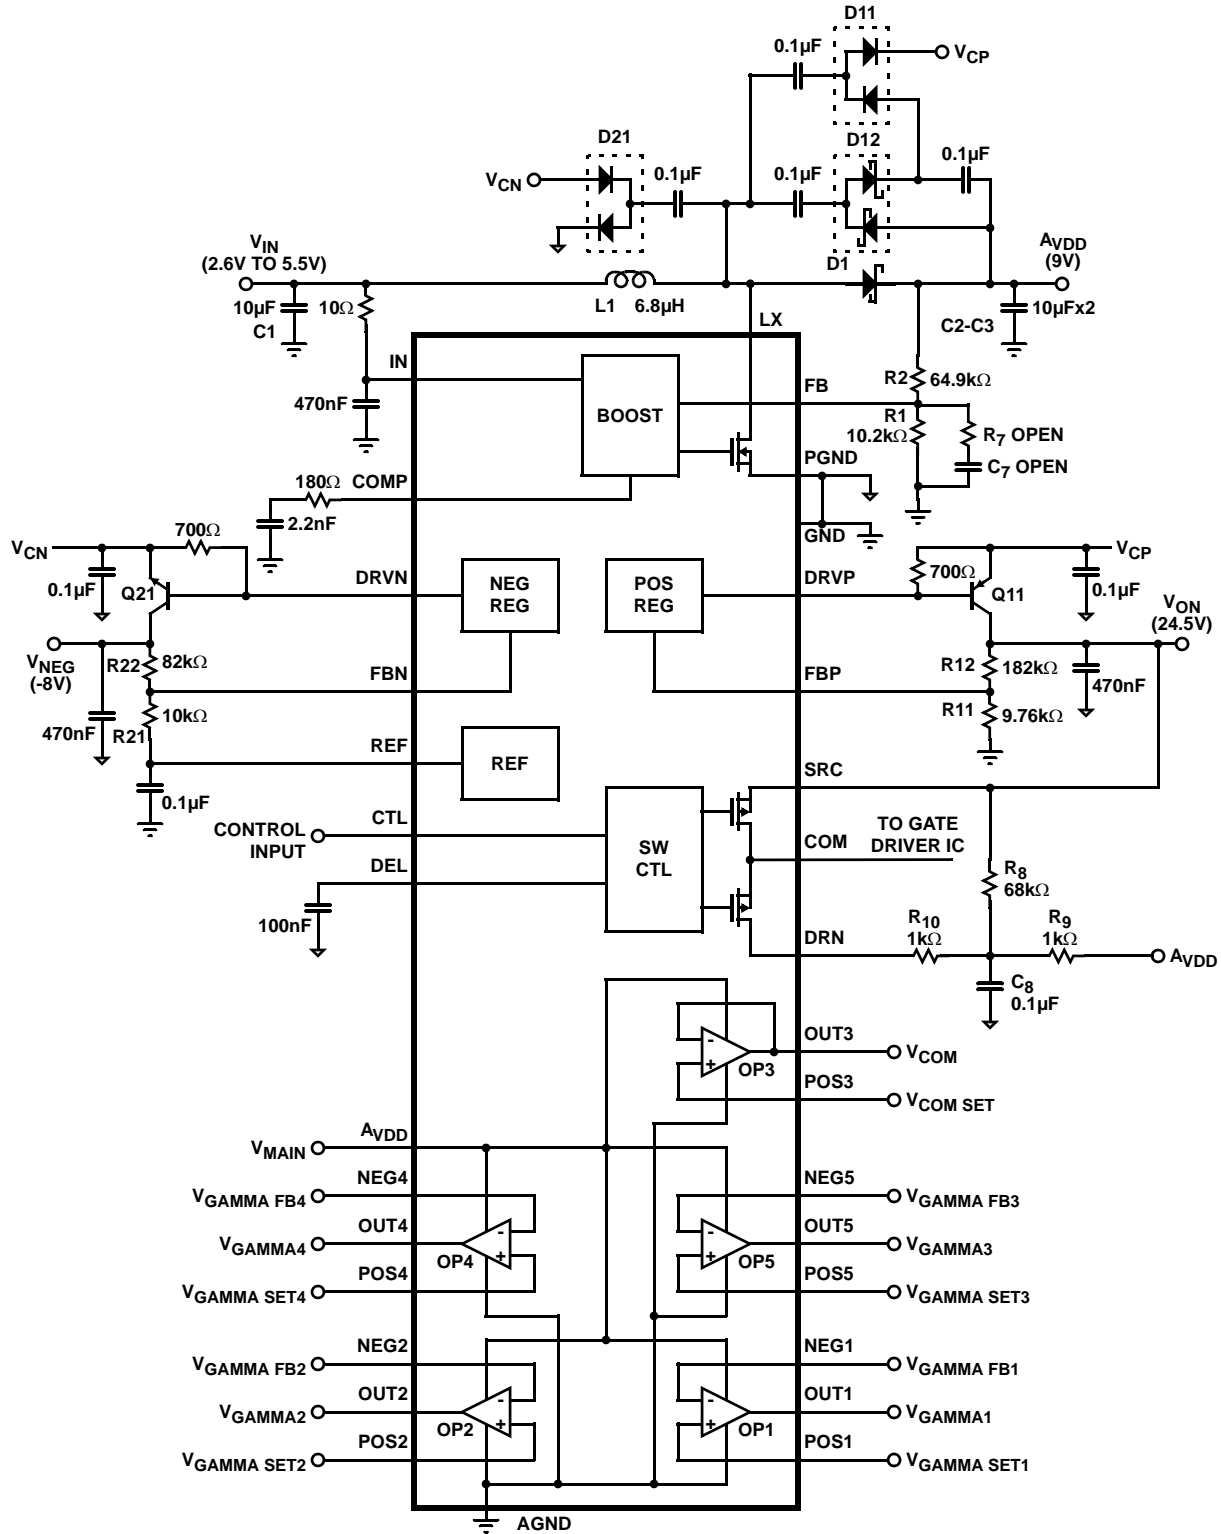 D11
0.1µF
VCP
D21
D12
0.1µF
0.1µF
0.1µF
VCN
VIN
(2.6V TO 5.5V)
D1
AVDD
(9V)
10µF
C1
10Ω
L1 6.8µH
LX
C2-C3
10µFx2
IN
470nF
BOOST
FB
R2 64.9kΩ
R1
10.2kΩ
R7 OPEN
C7 OPEN
PGND
180Ω
COMP
2.2nF
GND
VCN
700Ω
0.1µF
Q21
DRVN
NEG
REG
POS
REG
DRVP
700Ω
Q11
VCP
0.1µF
VON
(24.5V)
VNEG
(-8V)
R22 82kΩ
FBN
FBP
R12 182kΩ
470nF
470nF
R21
10kΩ
R11
9.76kΩ
REF
REF
0.1µF
SRC
CONTROL
INPUT
CTL
SW
CTL
COM
TO GATE
DRIVER IC
DEL
100nF
R8
68kΩ
DRN
R10
1kΩ
R9
1kΩ
AVDD
C8
0.1µF
-
+
OP3
OUT3
VCOM
POS3
VCOM SET
VMAIN
AVDD
NEG4
VGAMMA FB4
OUT4
VGAMMA4
-
+
OP4
POS4
VGAMMA SET4
NEG5
VGAMMA FB3
OUT5
VGAMMA3
-
+
OP5
POS5
VGAMMA SET3
NEG2
VGAMMA FB2
OUT2
VGAMMA2
-
+
OP2
POS2
VGAMMA SET2
NEG1
VGAMMA FB1
OUT1
VGAMMA1
-
+
OP1
POS1
VGAMMA SET1
AGND